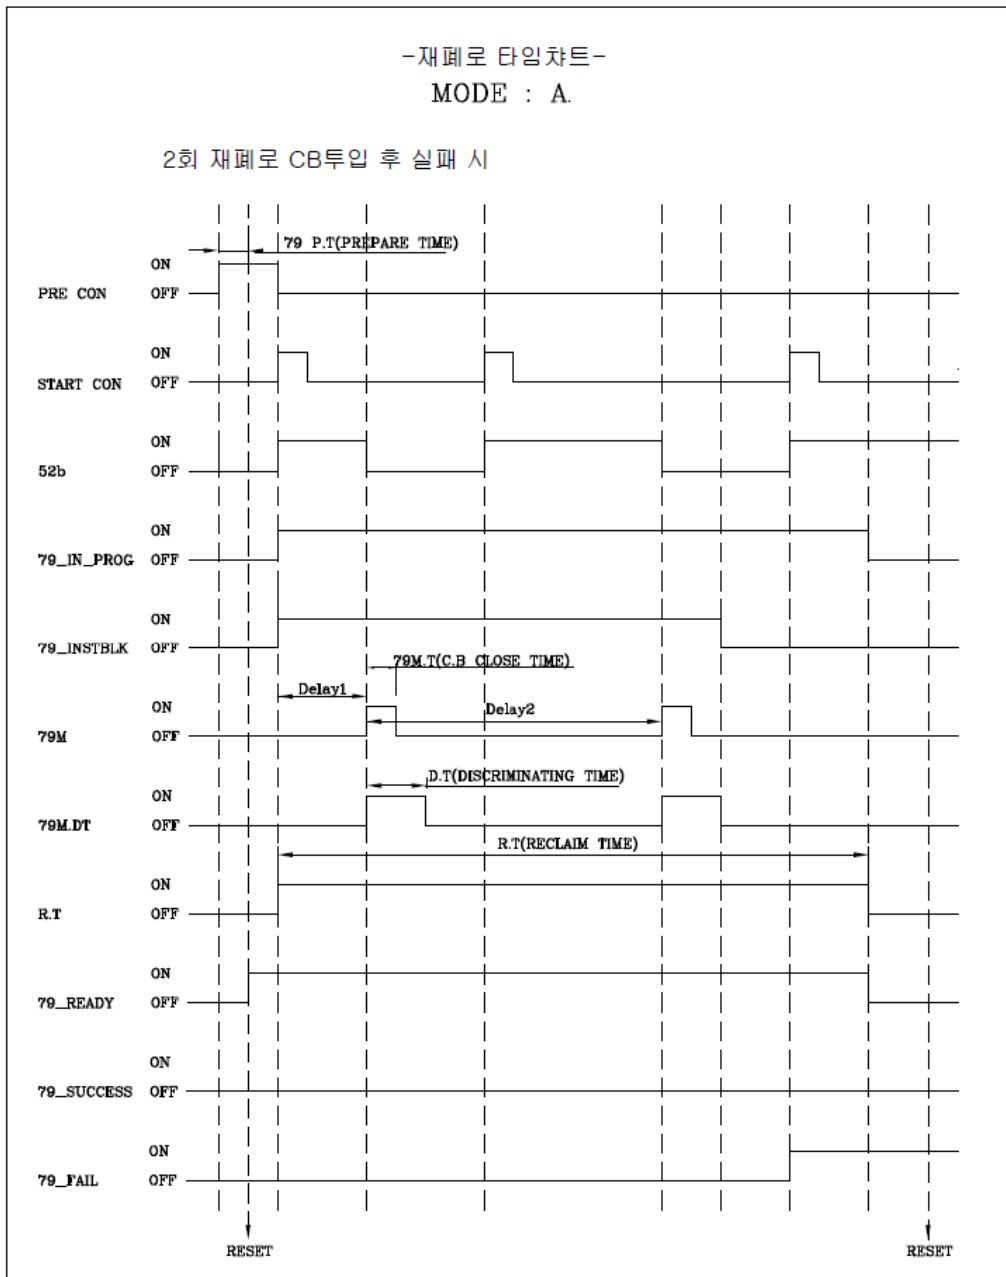 -재폐로 타임챠트-
MODE : A.
2회 재폐로 CB투입 후 실패 시
79 P.T(PREPARE TIME)
ON
PRE CON OFF
ON
START CON OFF
ON
52b OFF
ON
79_IN_PROG OFF
ON
79_INSTBLK OFF
79M.T(C.B CLOSE TIME)
Delay1
ON
Delay2
79M OFF
D.T(DISCRIMINATING TIME)
ON
79M.DT OFF
R.T(RECLAIM TIME)
ON
R.T OFF
ON
79_READY OFF
ON
79_SUCCESS OFF
ON
79_FAIL OFF
RESET RESET